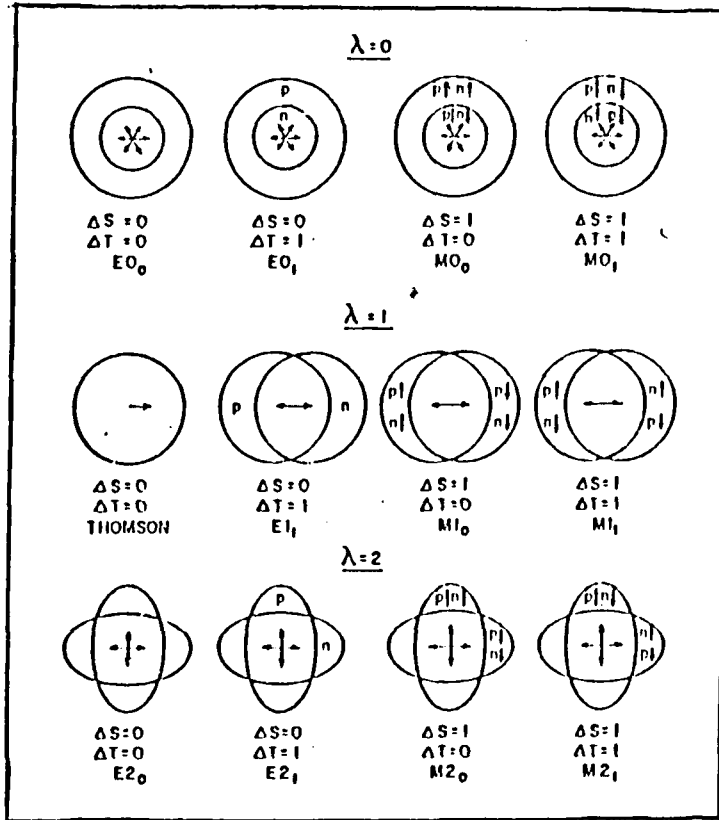 λ=0
p p↑ n↑ p↑ n↓
n p↓n↓ n↑ p↓
ΔS=0 ΔS=0 ΔS=1 ΔS=1
ΔT=0 ΔT=1 ΔT=0 ΔT=1
E0₀ E0₁ M0₀ M0₁
λ=1
p n p↑ p↓ p↑ n↑
n↑ n↓ n↓ p↓
ΔS=0 ΔS=0 ΔS=1 ΔS=1
ΔT=0 ΔT=1 ΔT=0 ΔT=1
THOMSON E1₁ M1₀ M1₁
λ=2
p p↑n↑ p↑n↓
n p↓ n↑
n↓ p↓
ΔS=0 ΔS=0 ΔS=1 ΔS=1
ΔT=0 ΔT=1 ΔT=0 ΔT=1
E2₀ E2₁ M2₀ M2₁